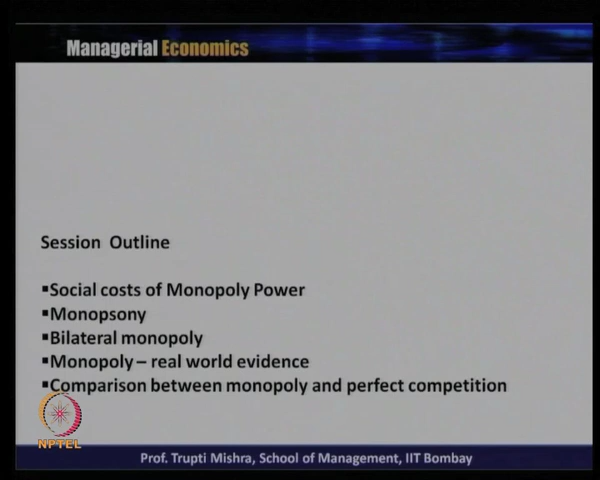 Managerial Economics
Session Outline
▪Social costs of Monopoly Power
▪Monopsony
▪Bilateral monopoly
▪Monopoly – real world evidence
▪Comparison between monopoly and perfect competition
NPTEL
Prof. Trupti Mishra, School of Management, IIT Bombay